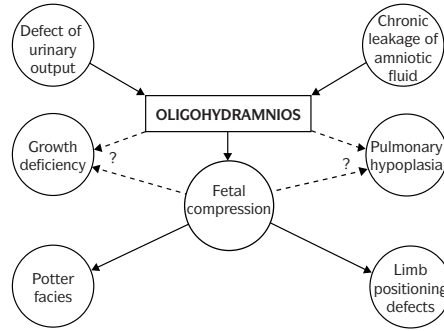 Defect of
urinary
output
Chronic
leakage of
amniotic
fluid
OLIGOHYDRAMNIOS
Growth
deficiency
?
?
Pulmonary
hypoplasia
Fetal
compression
Potter
facies
Limb
positioning
defects